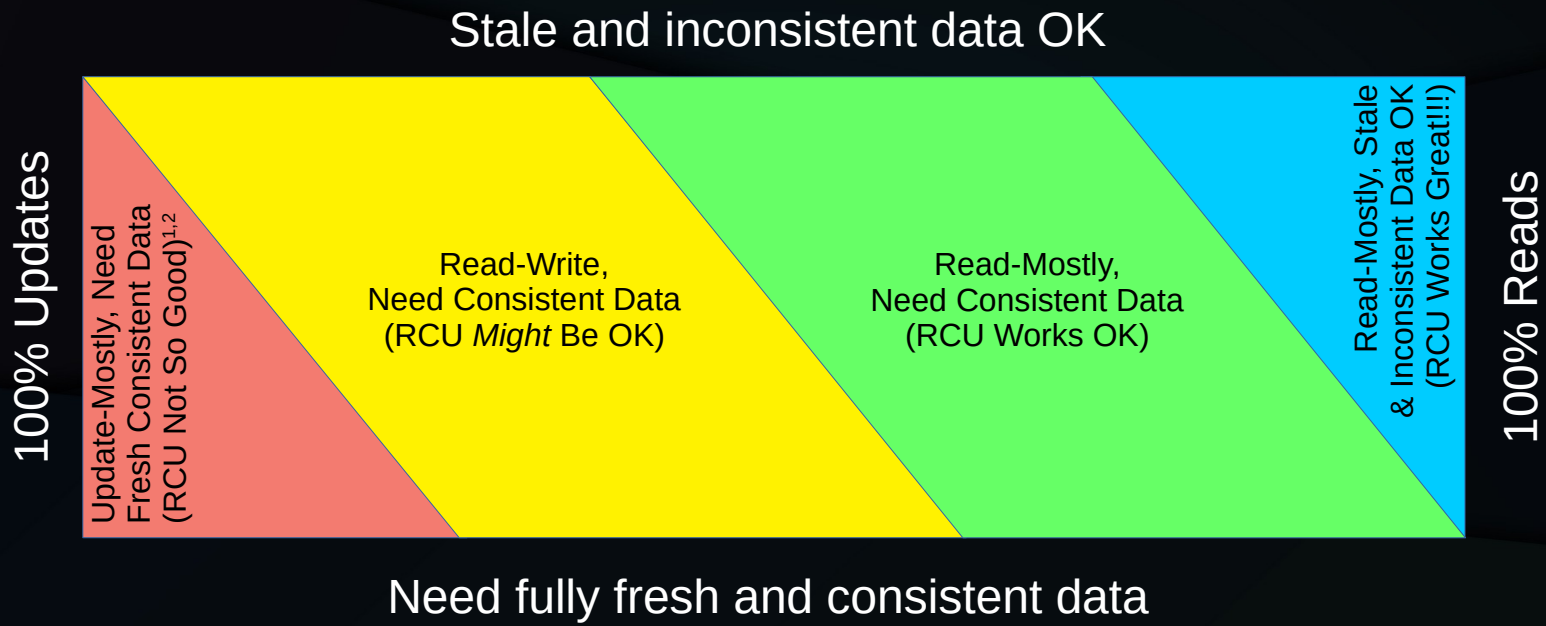 Stale and inconsistent data OK
100% Updates
Update-Mostly, Need
Fresh Consistent Data
(RCU Not So Good)1,2
Read-Write,
Need Consistent Data
(RCU Might Be OK)
Read-Mostly,
Need Consistent Data
(RCU Works OK)
Read-Mostly, Stale
& Inconsistent Data OK
(RCU Works Great!!!)
100% Reads
Need fully fresh and consistent data